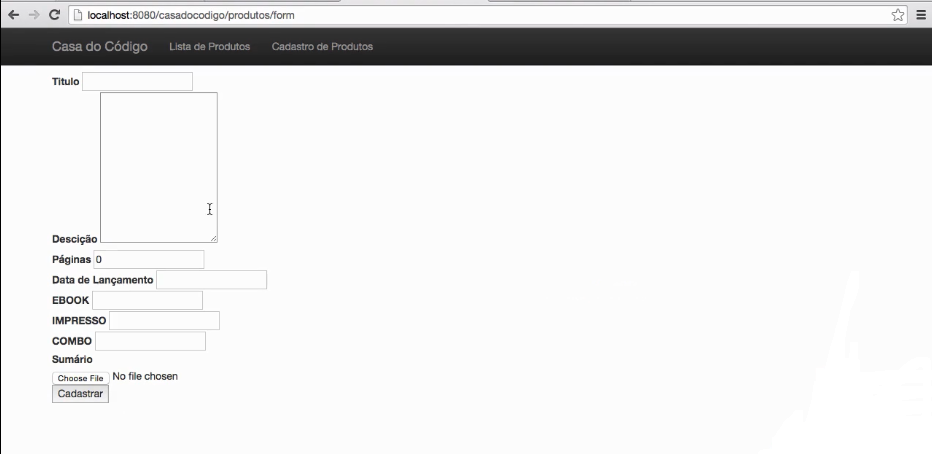 localhost:8080/casadocodigo/produtos/form
Casa do Código Lista de Produtos Cadastro de Produtos
Titulo
Descição
Páginas 0
Data de Lançamento
EBOOK
IMPRESSO
COMBO
Sumário
Choose File No file chosen
Cadastrar